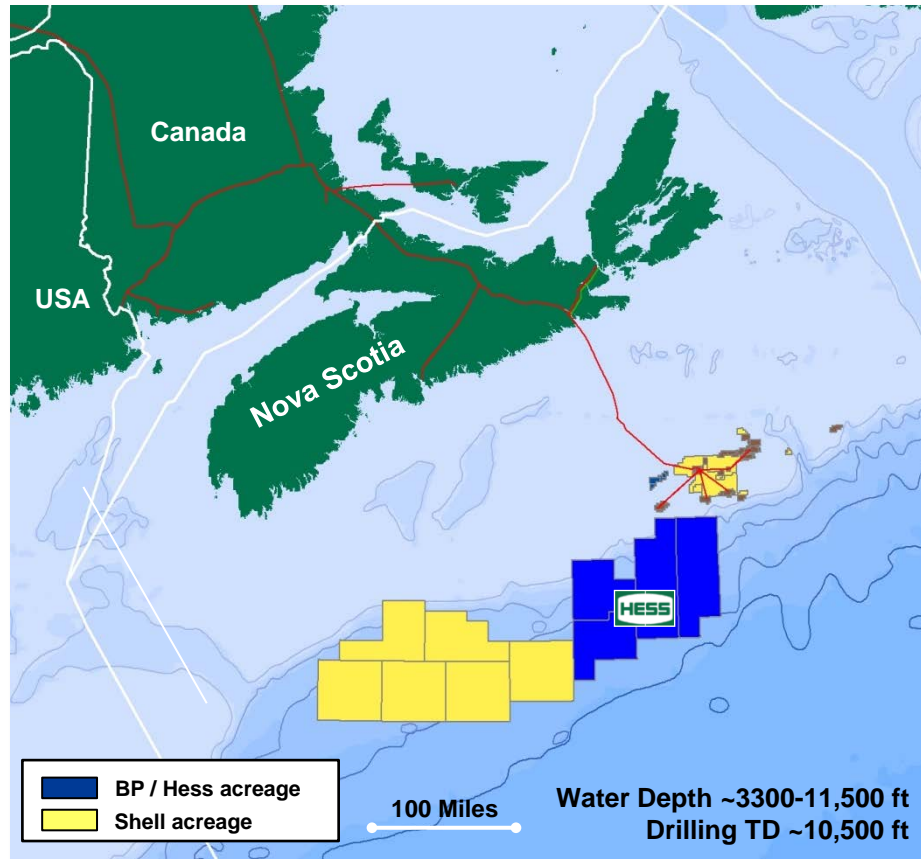 Canada
USA
Nova Scotia
HESS
BP / Hess acreage
Shell acreage
100 Miles
Water Depth ~3300-11,500 ft
Drilling TD ~10,500 ft